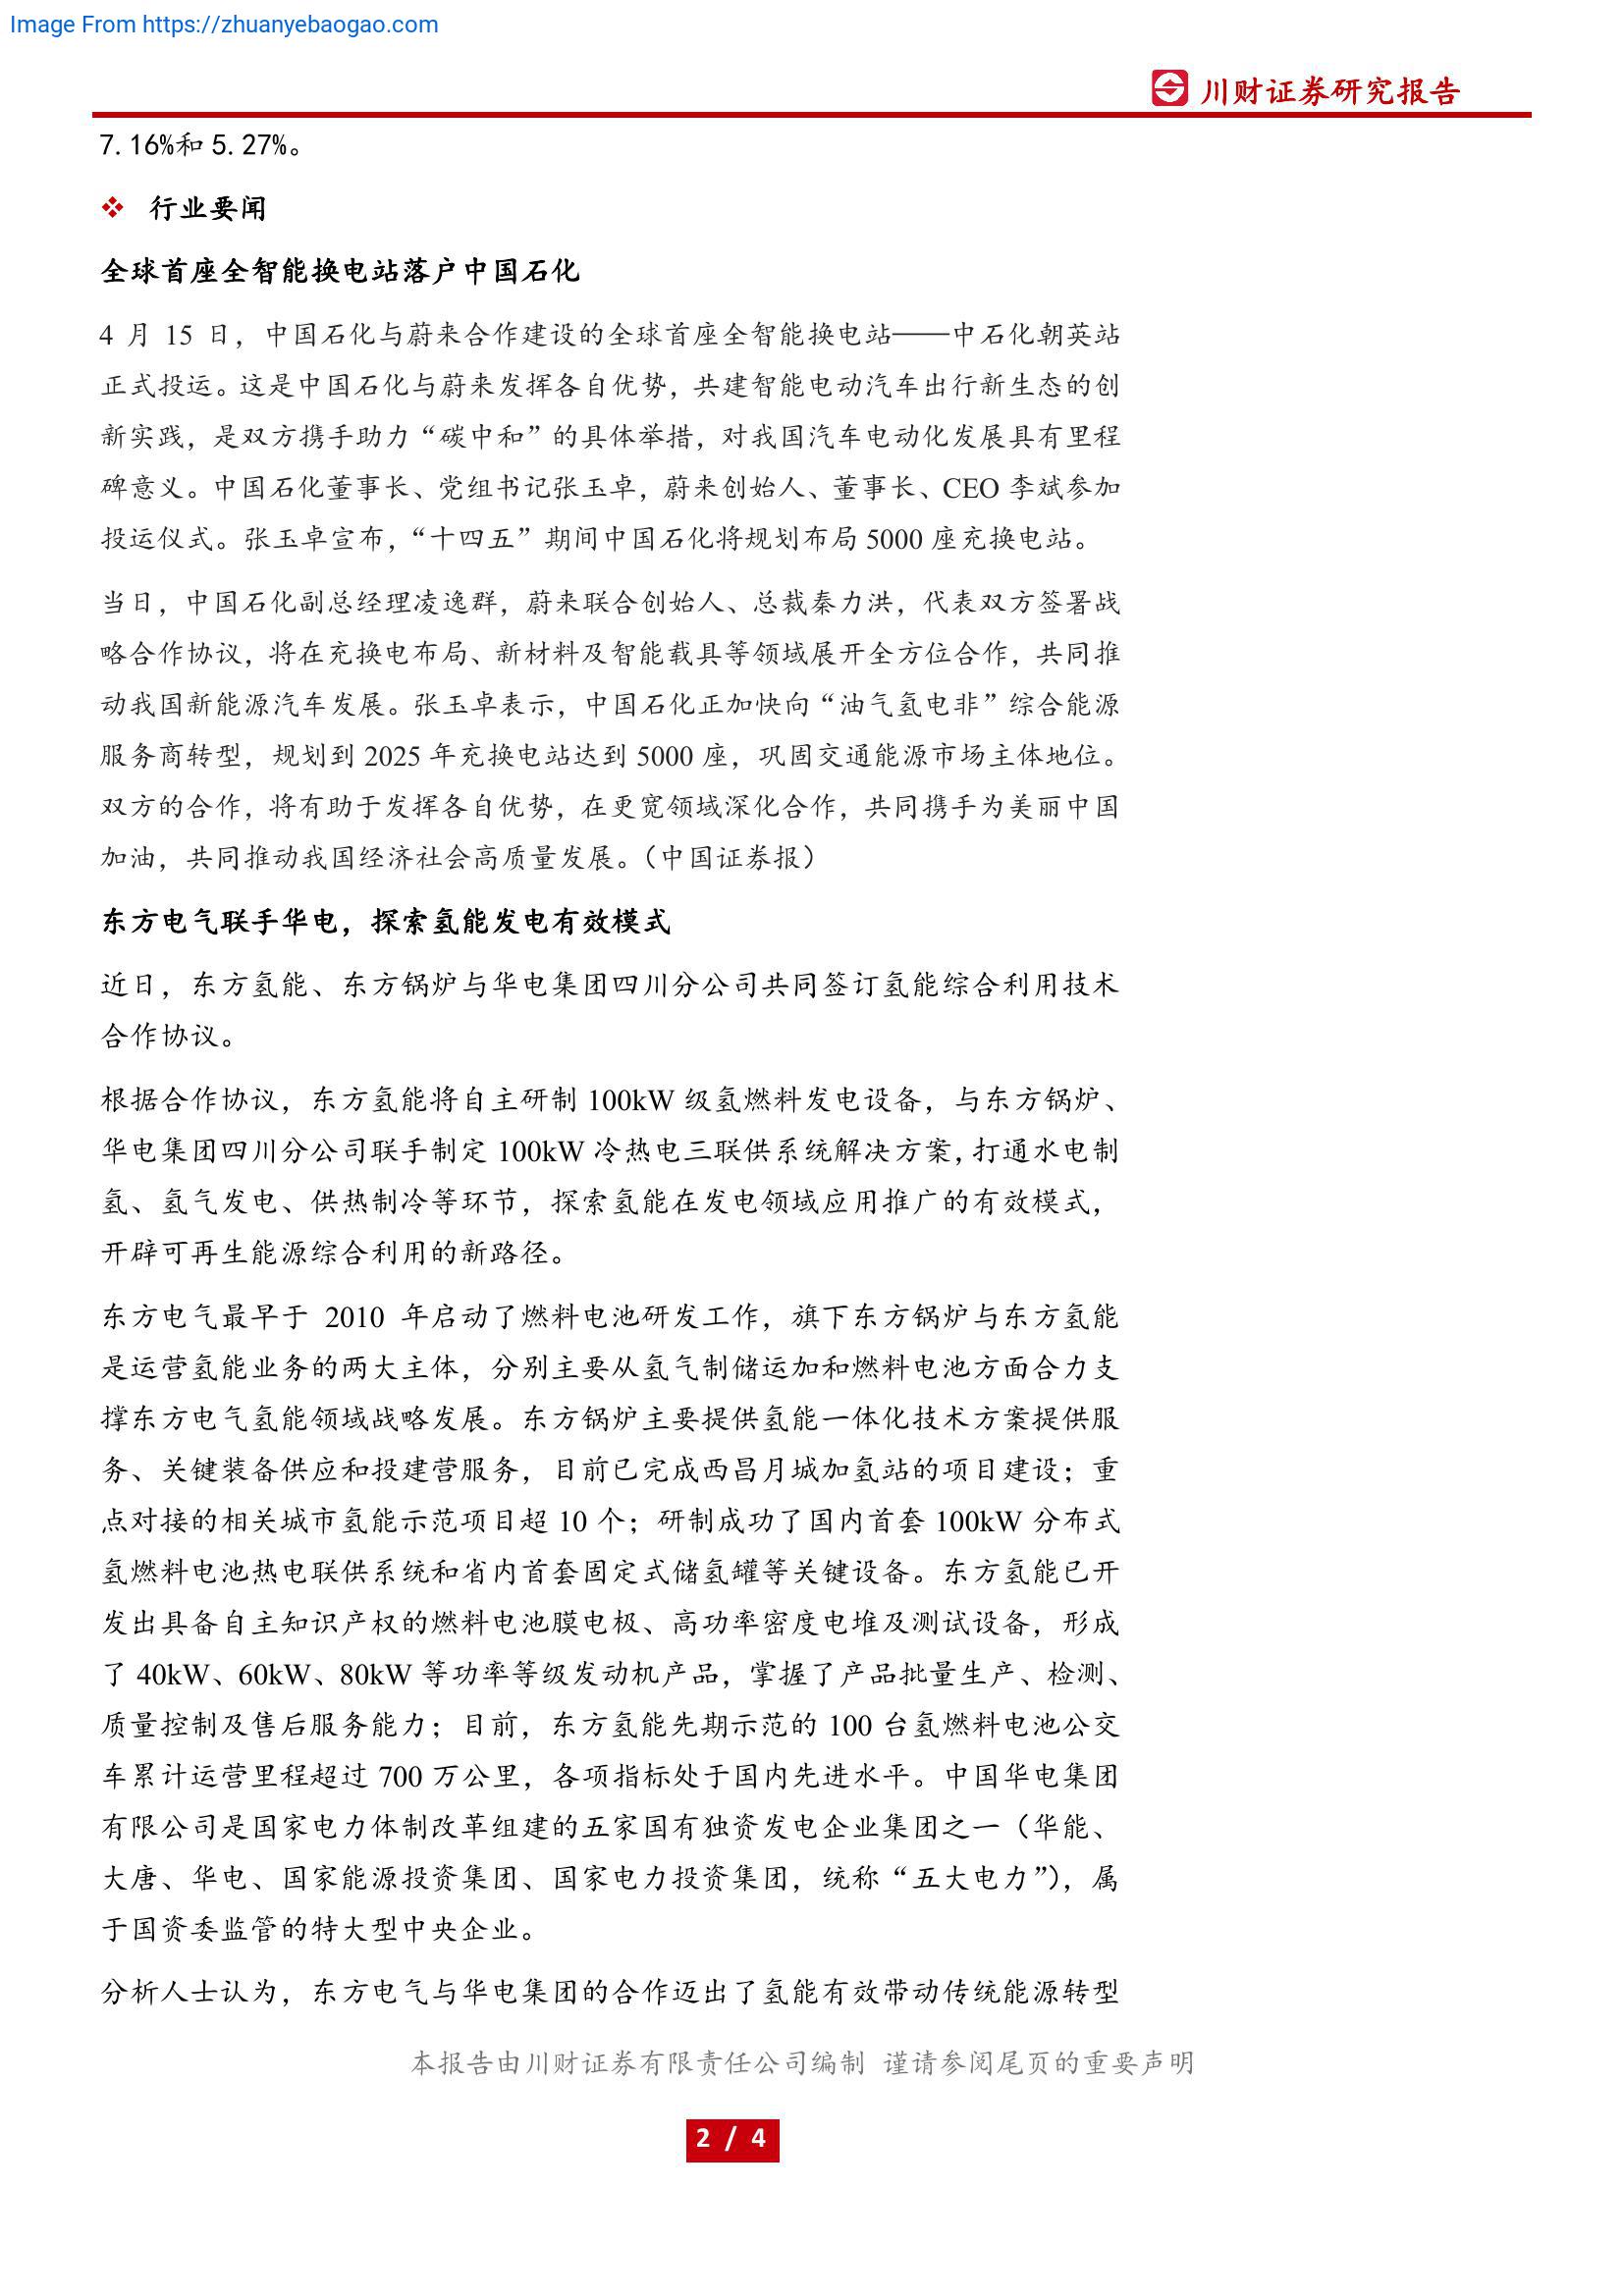 Image From https://zhuanyebaogao.com
川财证券研究报告
7.16%和 5.27%。
❖ 行业要闻
全球首座全智能换电站落户中国石化
4 月 15 日，中国石化与蔚来合作建设的全球首座全智能换电站——中石化朝英站
正式投运。这是中国石化与蔚来发挥各自优势，共建智能电动汽车出行新生态的创
新实践，是双方携手助力“碳中和”的具体举措，对我国汽车电动化发展具有里程
碑意义。中国石化董事长、党组书记张玉卓，蔚来创始人、董事长、CEO 李斌参加
投运仪式。张玉卓宣布，“十四五”期间中国石化将规划布局 5000 座充换电站。
当日，中国石化副总经理凌逸群，蔚来联合创始人、总裁秦力洪，代表双方签署战
略合作协议，将在充换电布局、新材料及智能载具等领域展开全方位合作，共同推
动我国新能源汽车发展。张玉卓表示，中国石化正加快向“油气氢电非”综合能源
服务商转型，规划到 2025 年充换电站达到 5000 座，巩固交通能源市场主体地位。
双方的合作，将有助于发挥各自优势，在更宽领域深化合作，共同携手为美丽中国
加油，共同推动我国经济社会高质量发展。（中国证券报）
东方电气联手华电，探索氢能发电有效模式
近日，东方氢能、东方锅炉与华电集团四川分公司共同签订氢能综合利用技术
合作协议。
根据合作协议，东方氢能将自主研制 100kW 级氢燃料发电设备，与东方锅炉、
华电集团四川分公司联手制定 100kW 冷热电三联供系统解决方案，打通水电制
氢、氢气发电、供热制冷等环节，探索氢能在发电领域应用推广的有效模式，
开辟可再生能源综合利用的新路径。
东方电气最早于 2010 年启动了燃料电池研发工作，旗下东方锅炉与东方氢能
是运营氢能业务的两大主体，分别主要从氢气制储运加和燃料电池方面合力支
撑东方电气氢能领域战略发展。东方锅炉主要提供氢能一体化技术方案提供服
务、关键装备供应和投建营服务，目前已完成西昌月城加氢站的项目建设；重
点对接的相关城市氢能示范项目超 10 个；研制成功了国内首套 100kW 分布式
氢燃料电池热电联供系统和省内首套固定式储氢罐等关键设备。东方氢能已开
发出具备自主知识产权的燃料电池膜电极、高功率密度电堆及测试设备，形成
了 40kW、60kW、80kW 等功率等级发动机产品，掌握了产品批量生产、检测、
质量控制及售后服务能力；目前，东方氢能先期示范的 100 台氢燃料电池公交
车累计运营里程超过 700 万公里，各项指标处于国内先进水平。中国华电集团
有限公司是国家电力体制改革组建的五家国有独资发电企业集团之一（华能、
大唐、华电、国家能源投资集团、国家电力投资集团，统称“五大电力”），属
于国资委监管的特大型中央企业。
分析人士认为，东方电气与华电集团的合作迈出了氢能有效带动传统能源转型
本报告由川财证券有限责任公司编制 谨请参阅尾页的重要声明
2 / 4